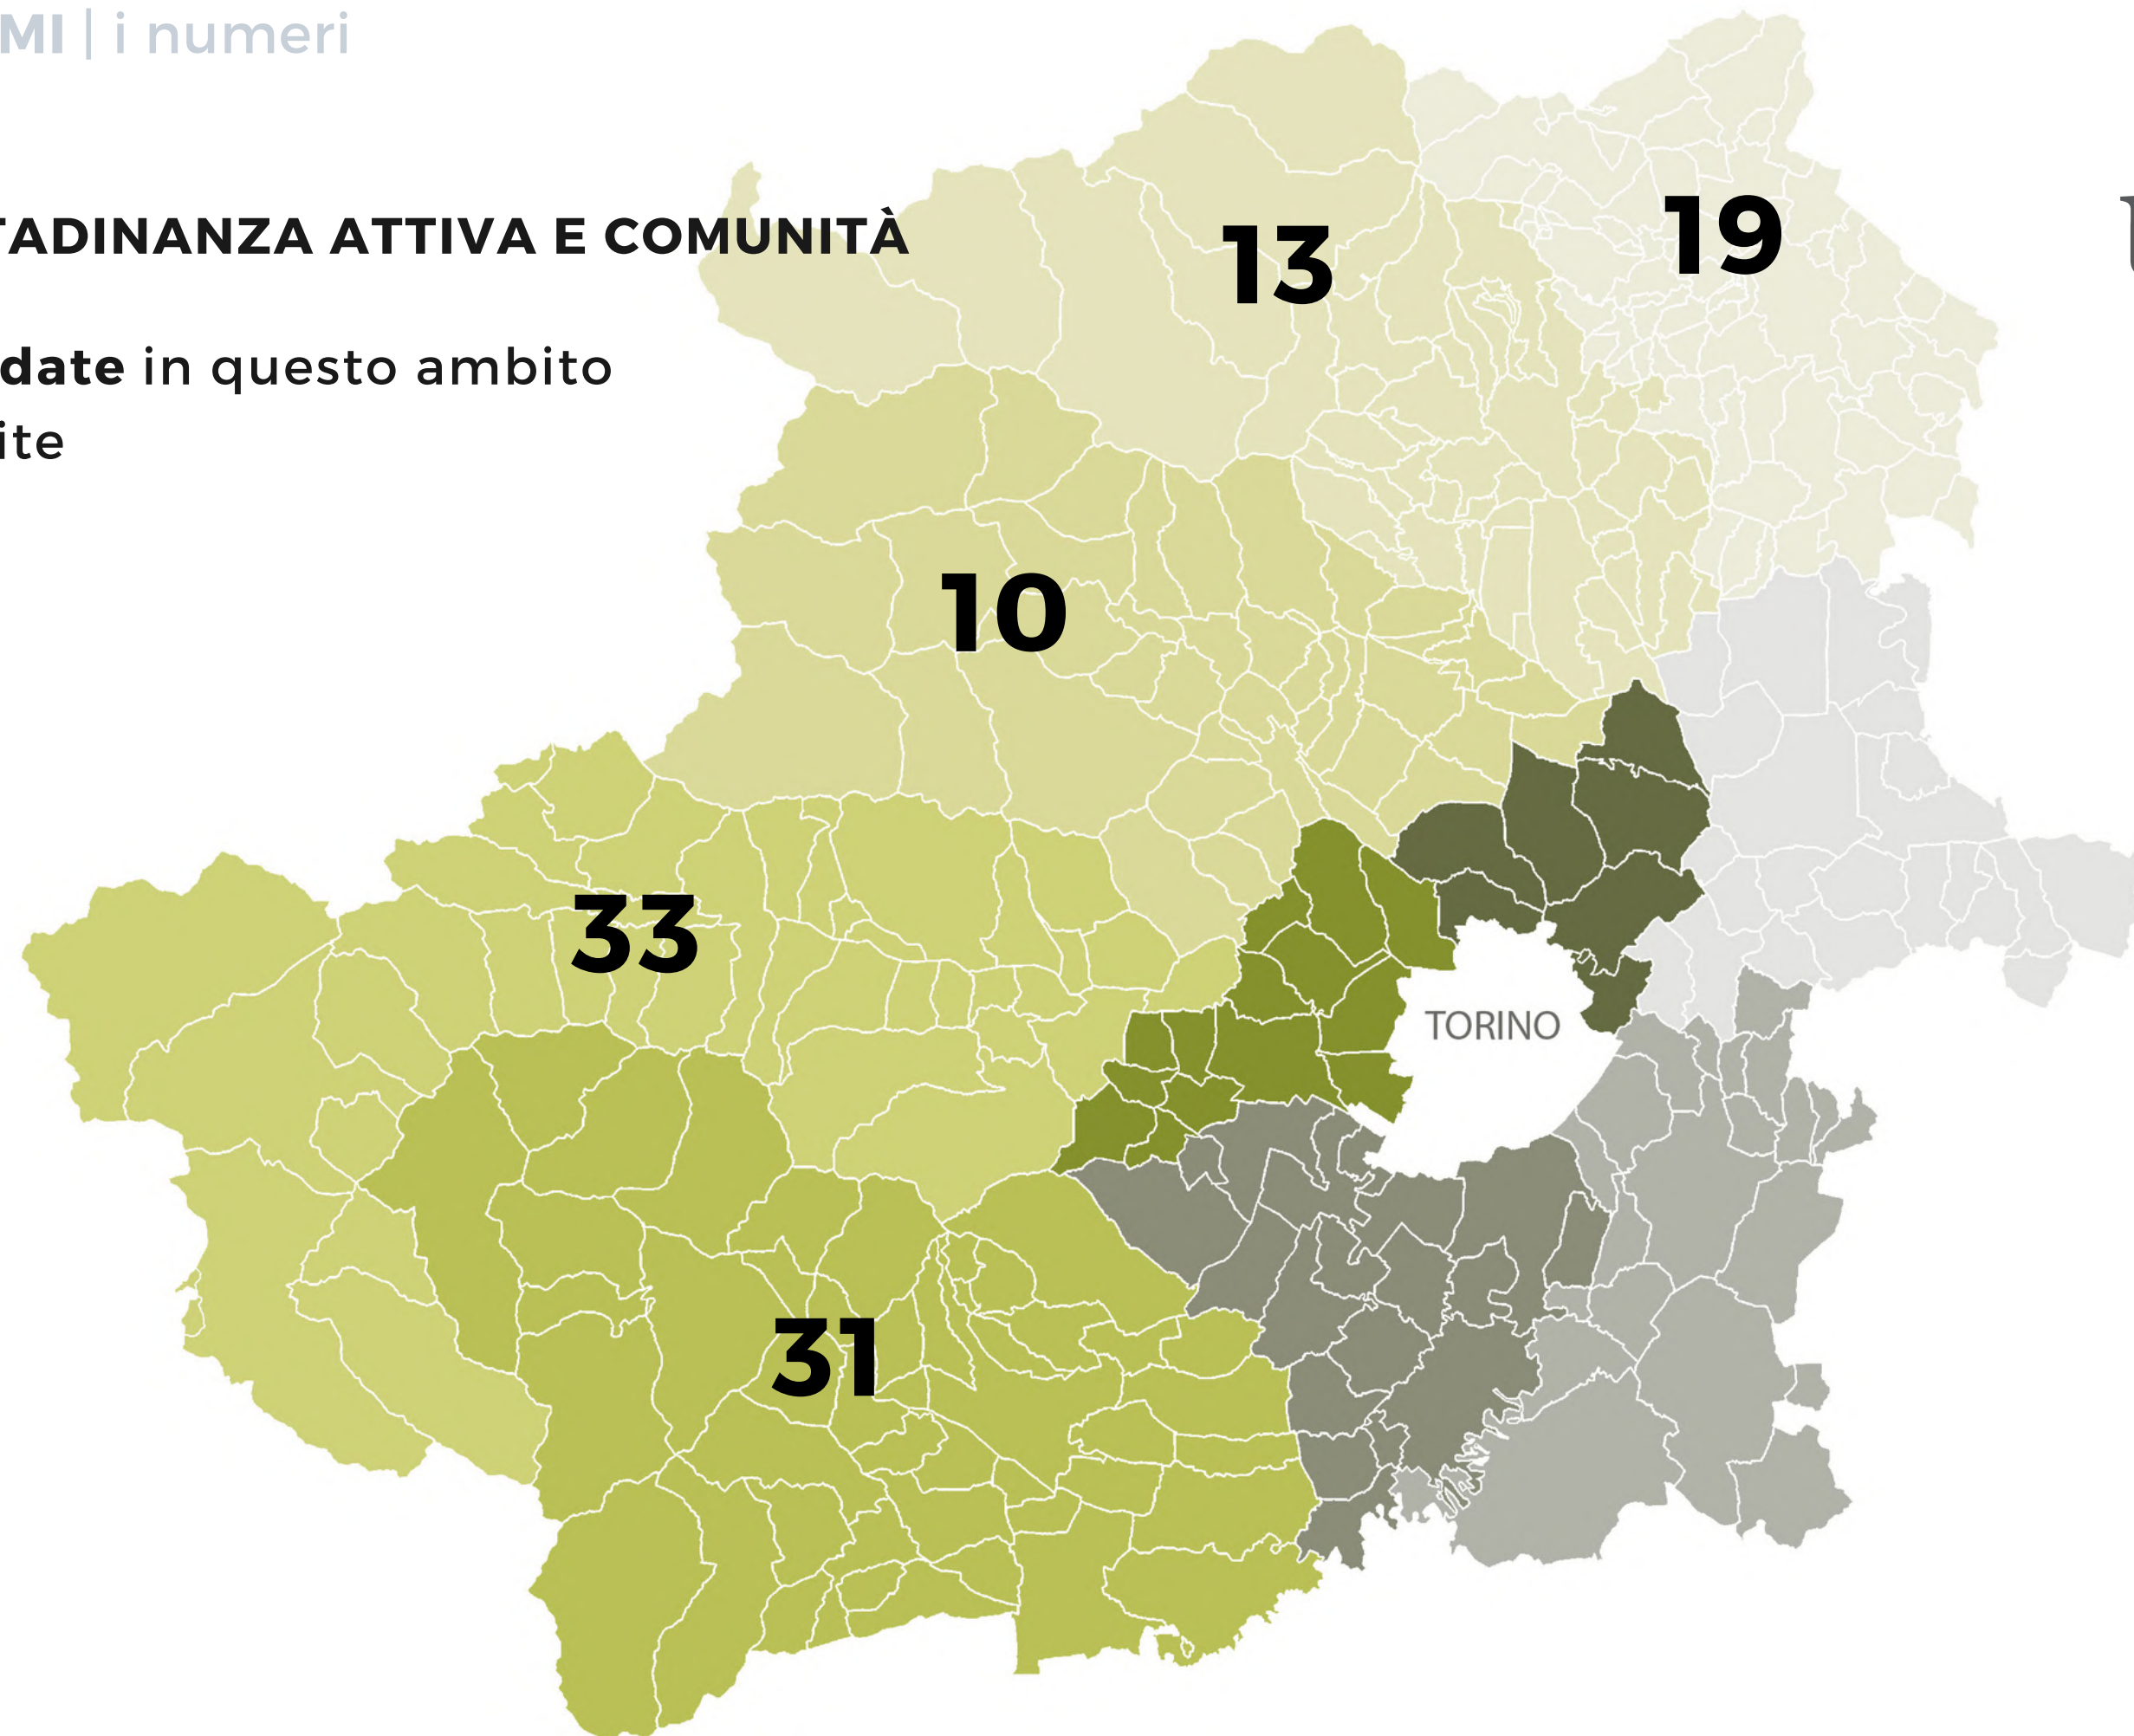 MI | i numeri
TADINANZA ATTIVA E COMUNITÀ
date in questo ambito
ite
13
19
10
33
TORINO
31